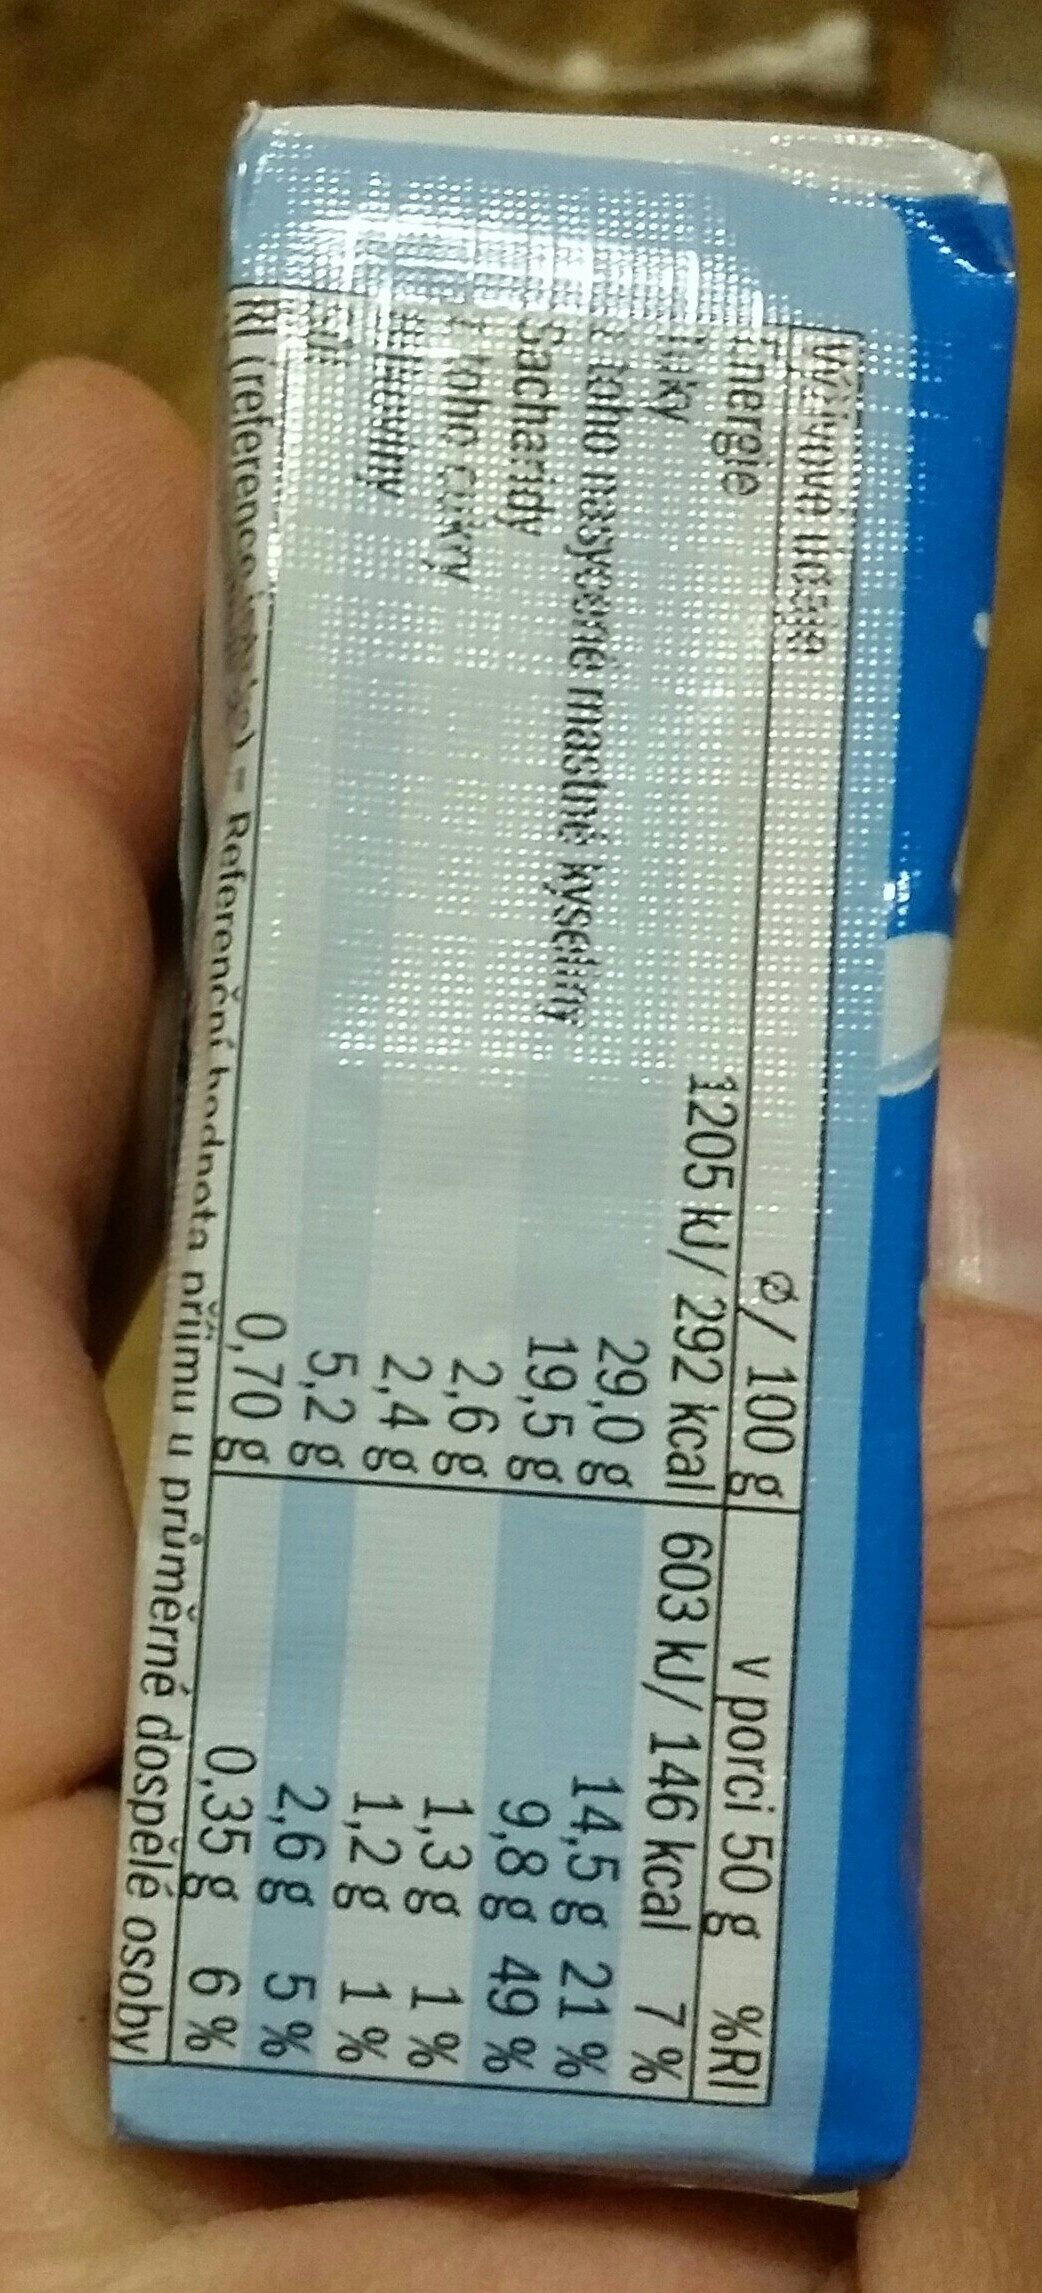 Výživové údaje ø/ 100 g v porci 50 g %RI
Energie 1205 kJ/ 292 kcal 603 kJ/ 146 kcal 7 %
Tuky 29,0 g 14,5 g 21 %
z toho nasycené mastné kyseliny 19,5 g 9,8 g 49 %
Sacharidy 2,6 g 1,3 g 1 %
z toho cukry 2,4 g 1,2 g 1 %
Bílkoviny 5,2 g 2,6 g 5 %
Sůl 0,70 g 0,35 g 6 %
RI (reference intake) - Referenční hodnota příjmu u průměrné dospělé osoby